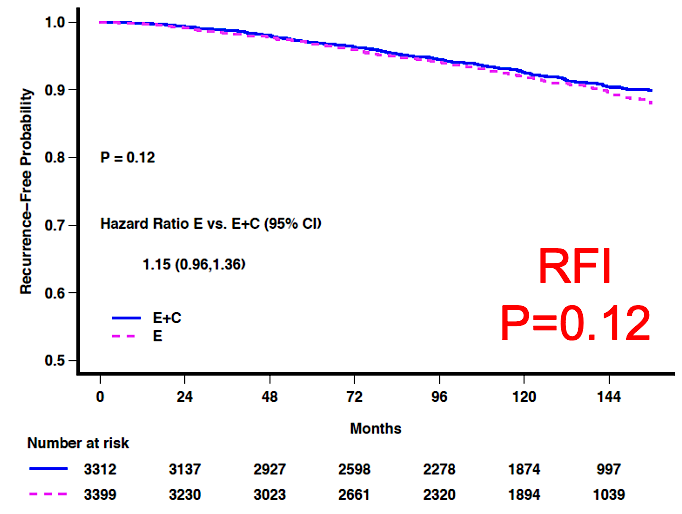 Recurrence−Free Probability
1.0
0.9
0.8
0.7
0.6
0.5
P = 0.12
Hazard Ratio E vs. E+C (95% CI)
1.15 (0.96,1.36)
E+C
E
RFI
P=0.12
0 24 48 72 96 120 144
Months
Number at risk
3312 3137 2927 2598 2278 1874 997
3399 3230 3023 2661 2320 1894 1039